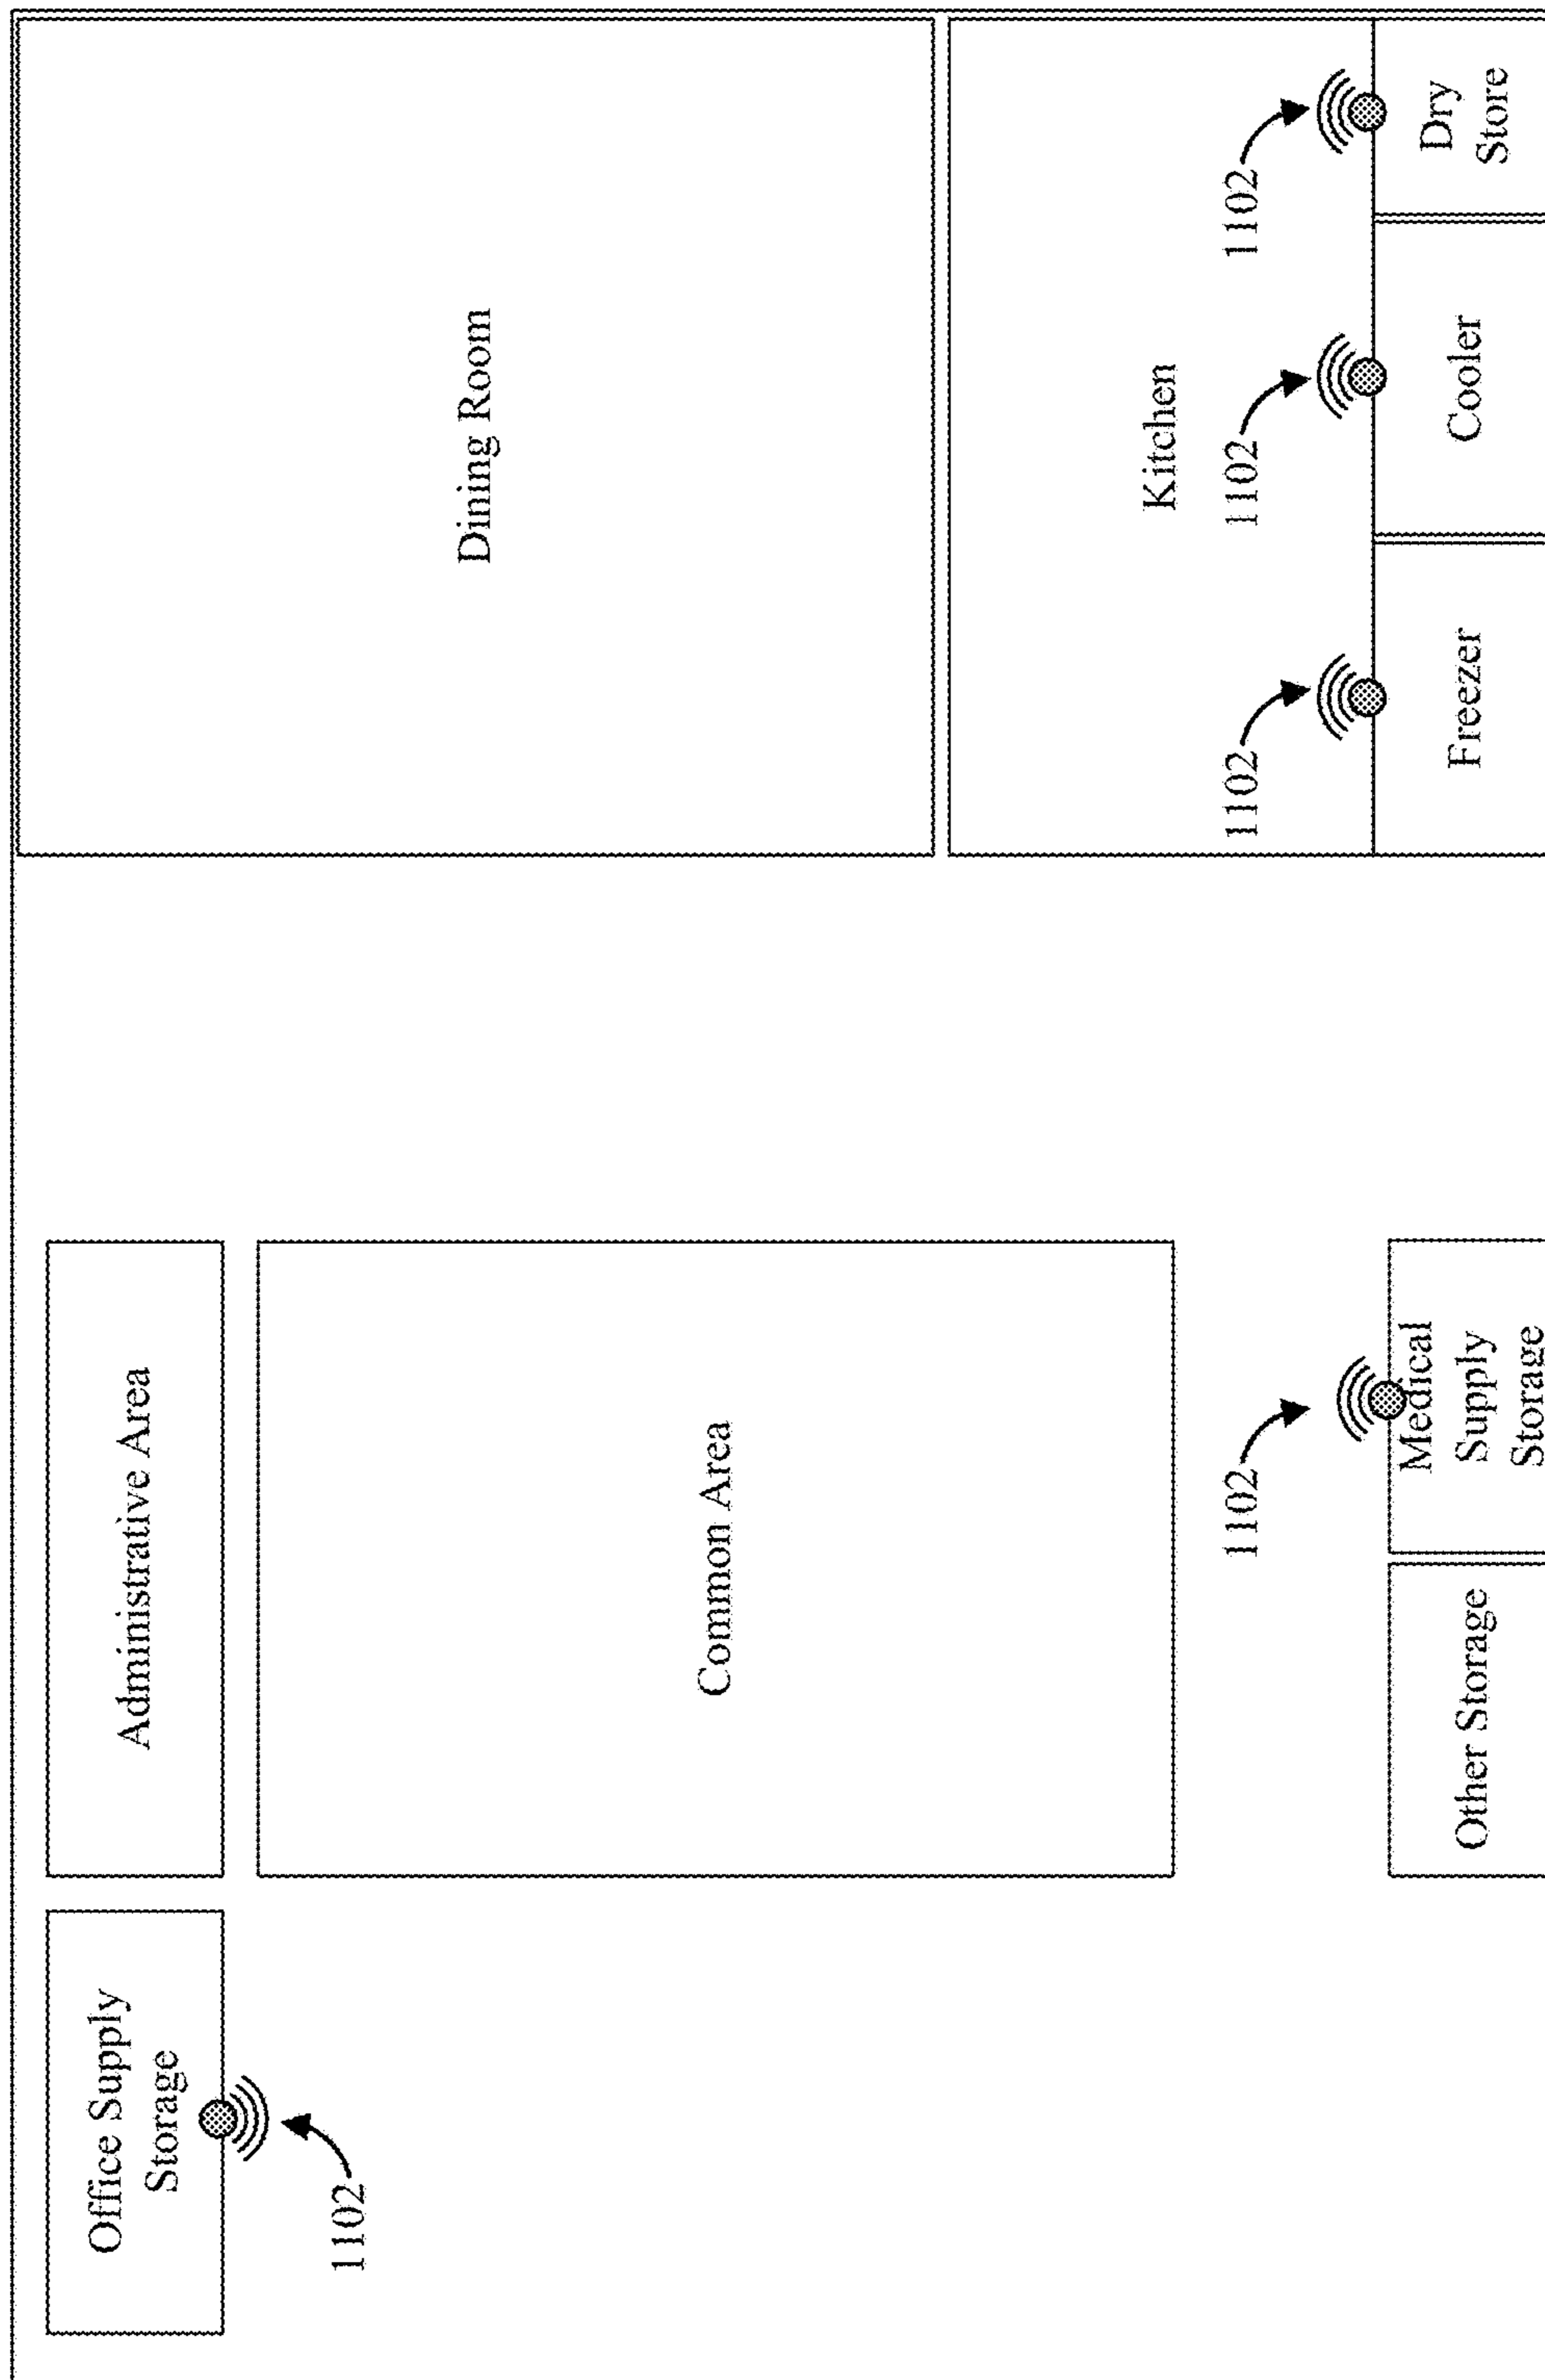 Office Supply
Storage
1102
Administrative Area
Common Area
Dining Room
Kitchen
1102
1102
1102
1102
Other Storage
Medical
Supply
Storage
Freezer
Cooler
Dry
Store